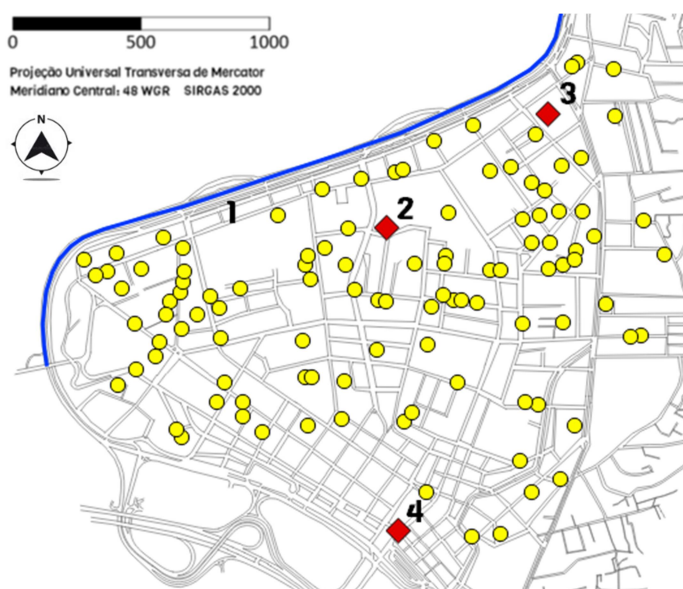 0 500 1000
Projeção Universal Transversa de Mercator
Meridiano Central: 48 WGR SIRGAS 2000
N
3
1
2
4